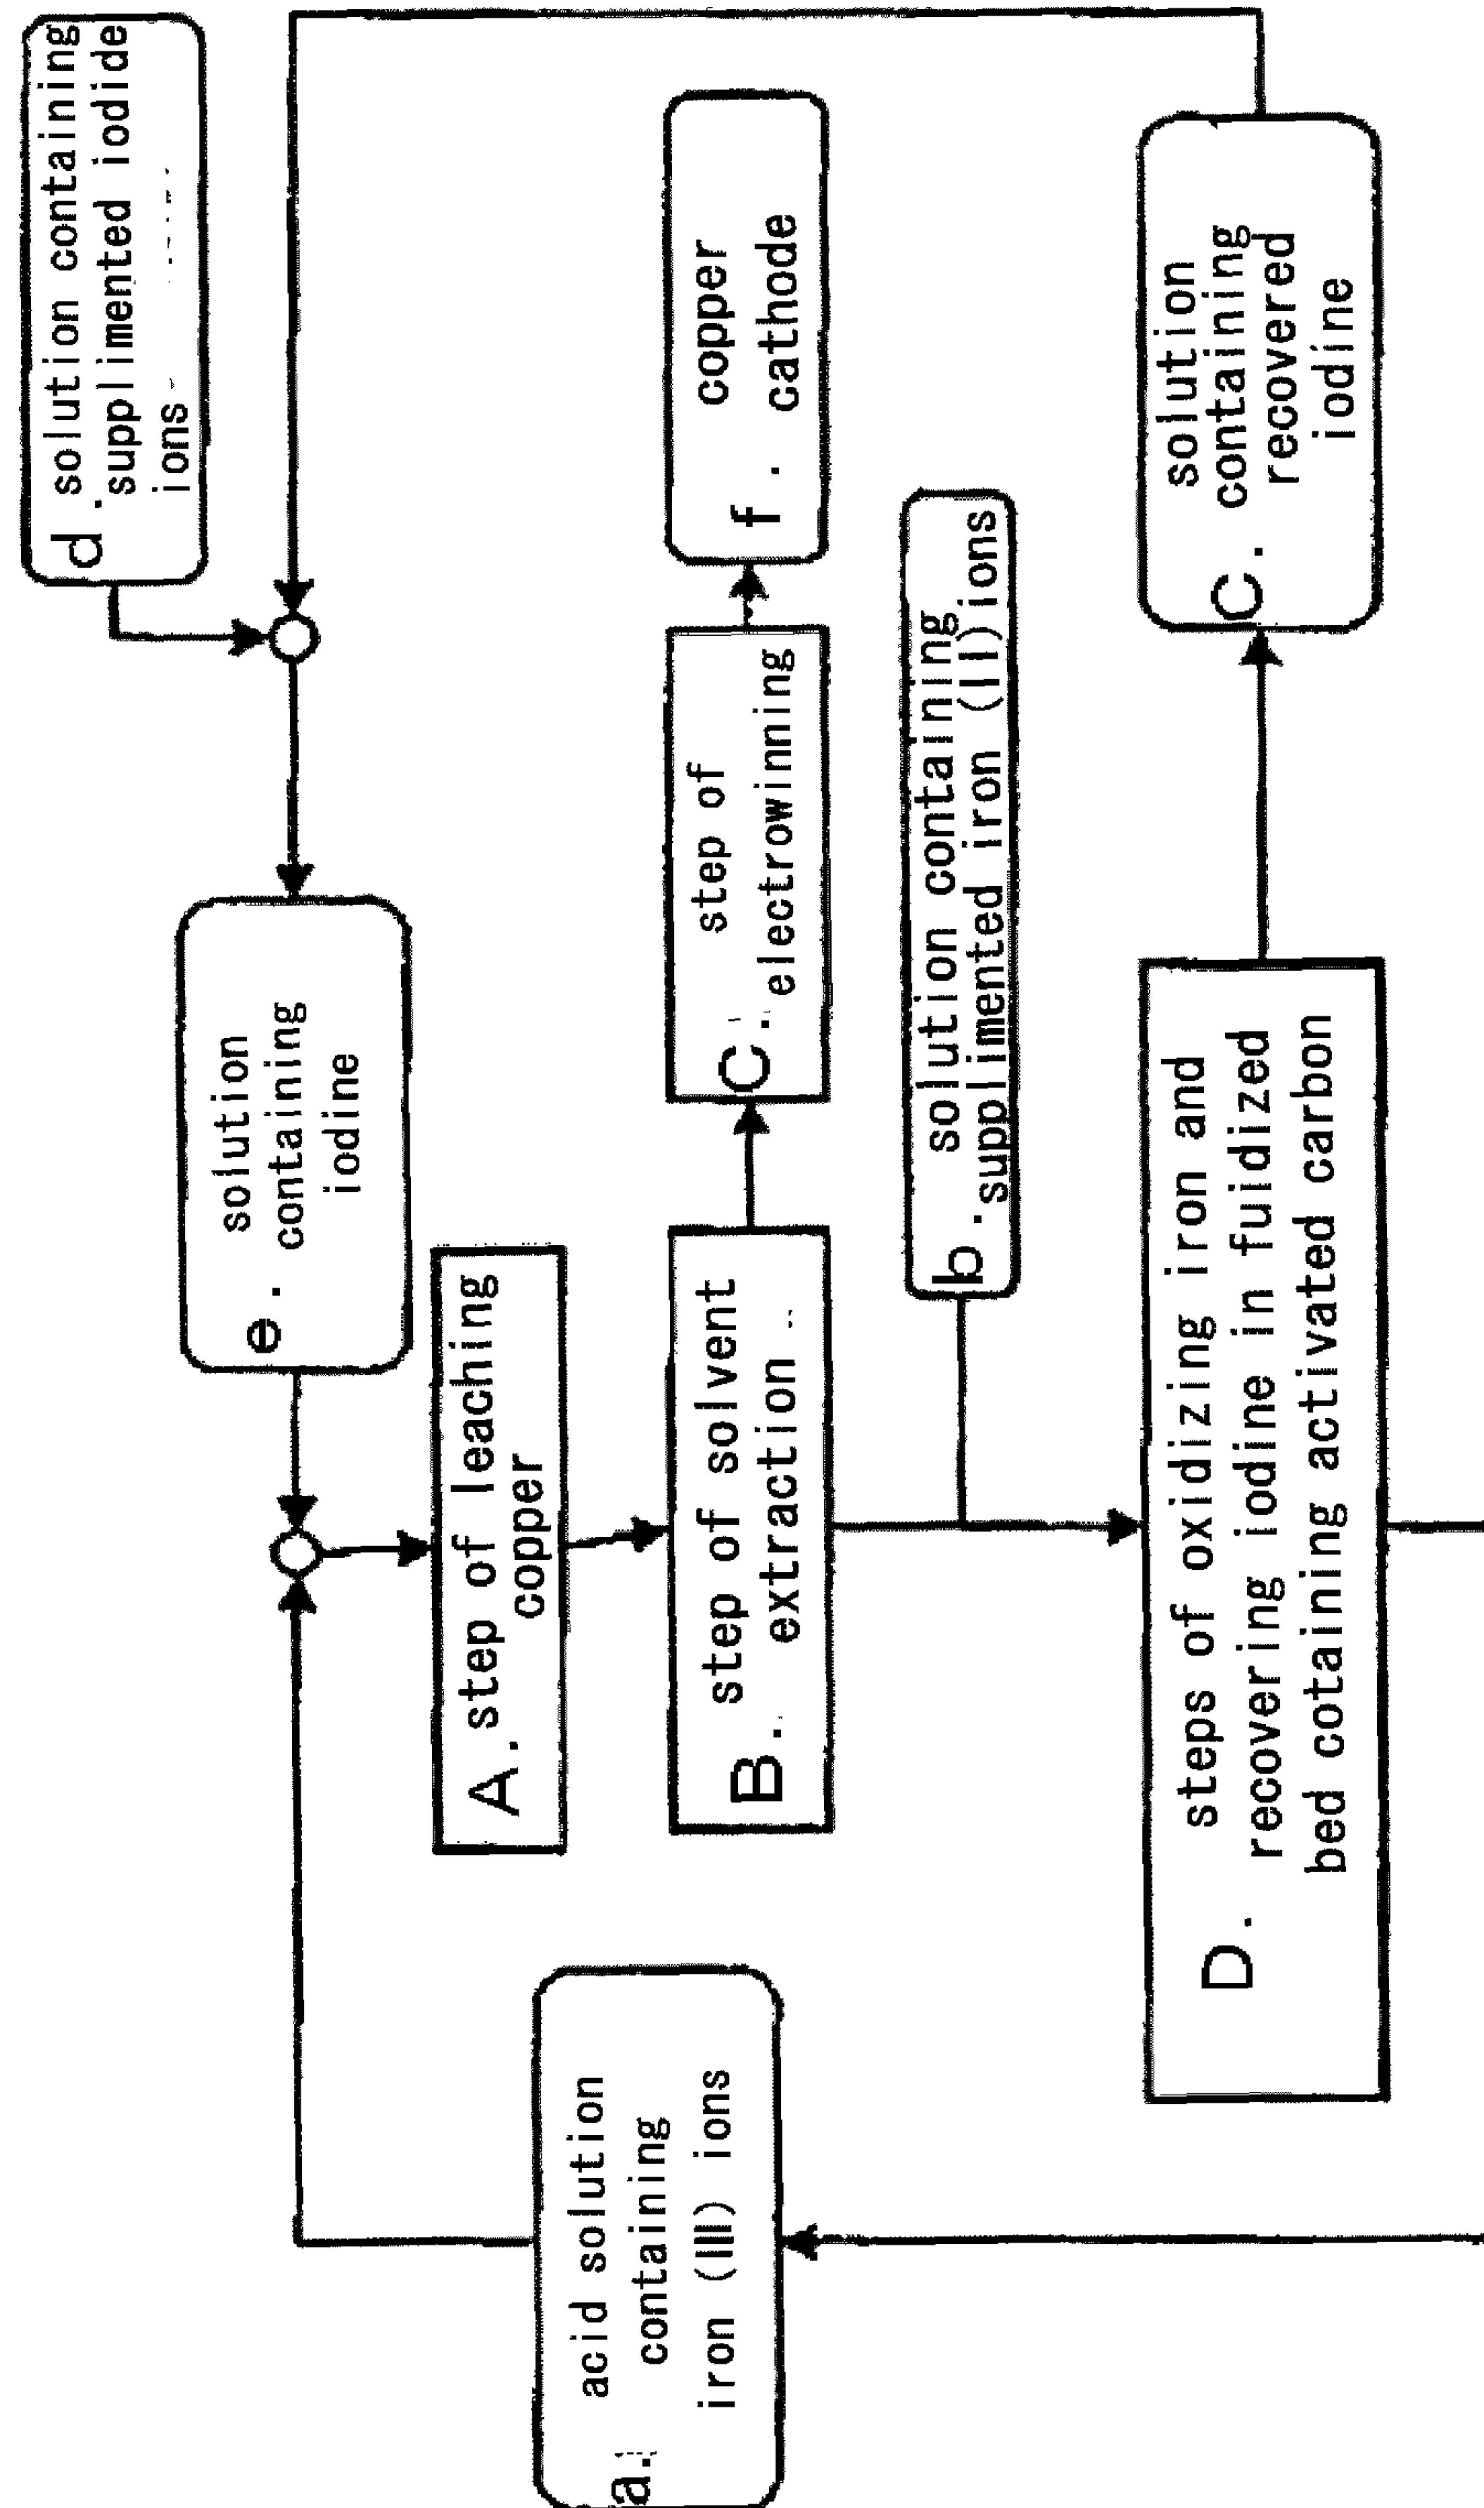 d. solution containing
supplimented iodide
ions
solution
e. containing
iodine
A. step of leaching
copper
acid solution
a. containing
iron (III) ions
B. step of solvent
extraction
step of
C. electrowinning
copper
f. cathode
solution containing
b. supplimented iron (II) ions
steps of oxidizing iron and
D. recovering iodine in fuidized
bed cotaining activated carbon
solution
C. containing
recovered
iodine